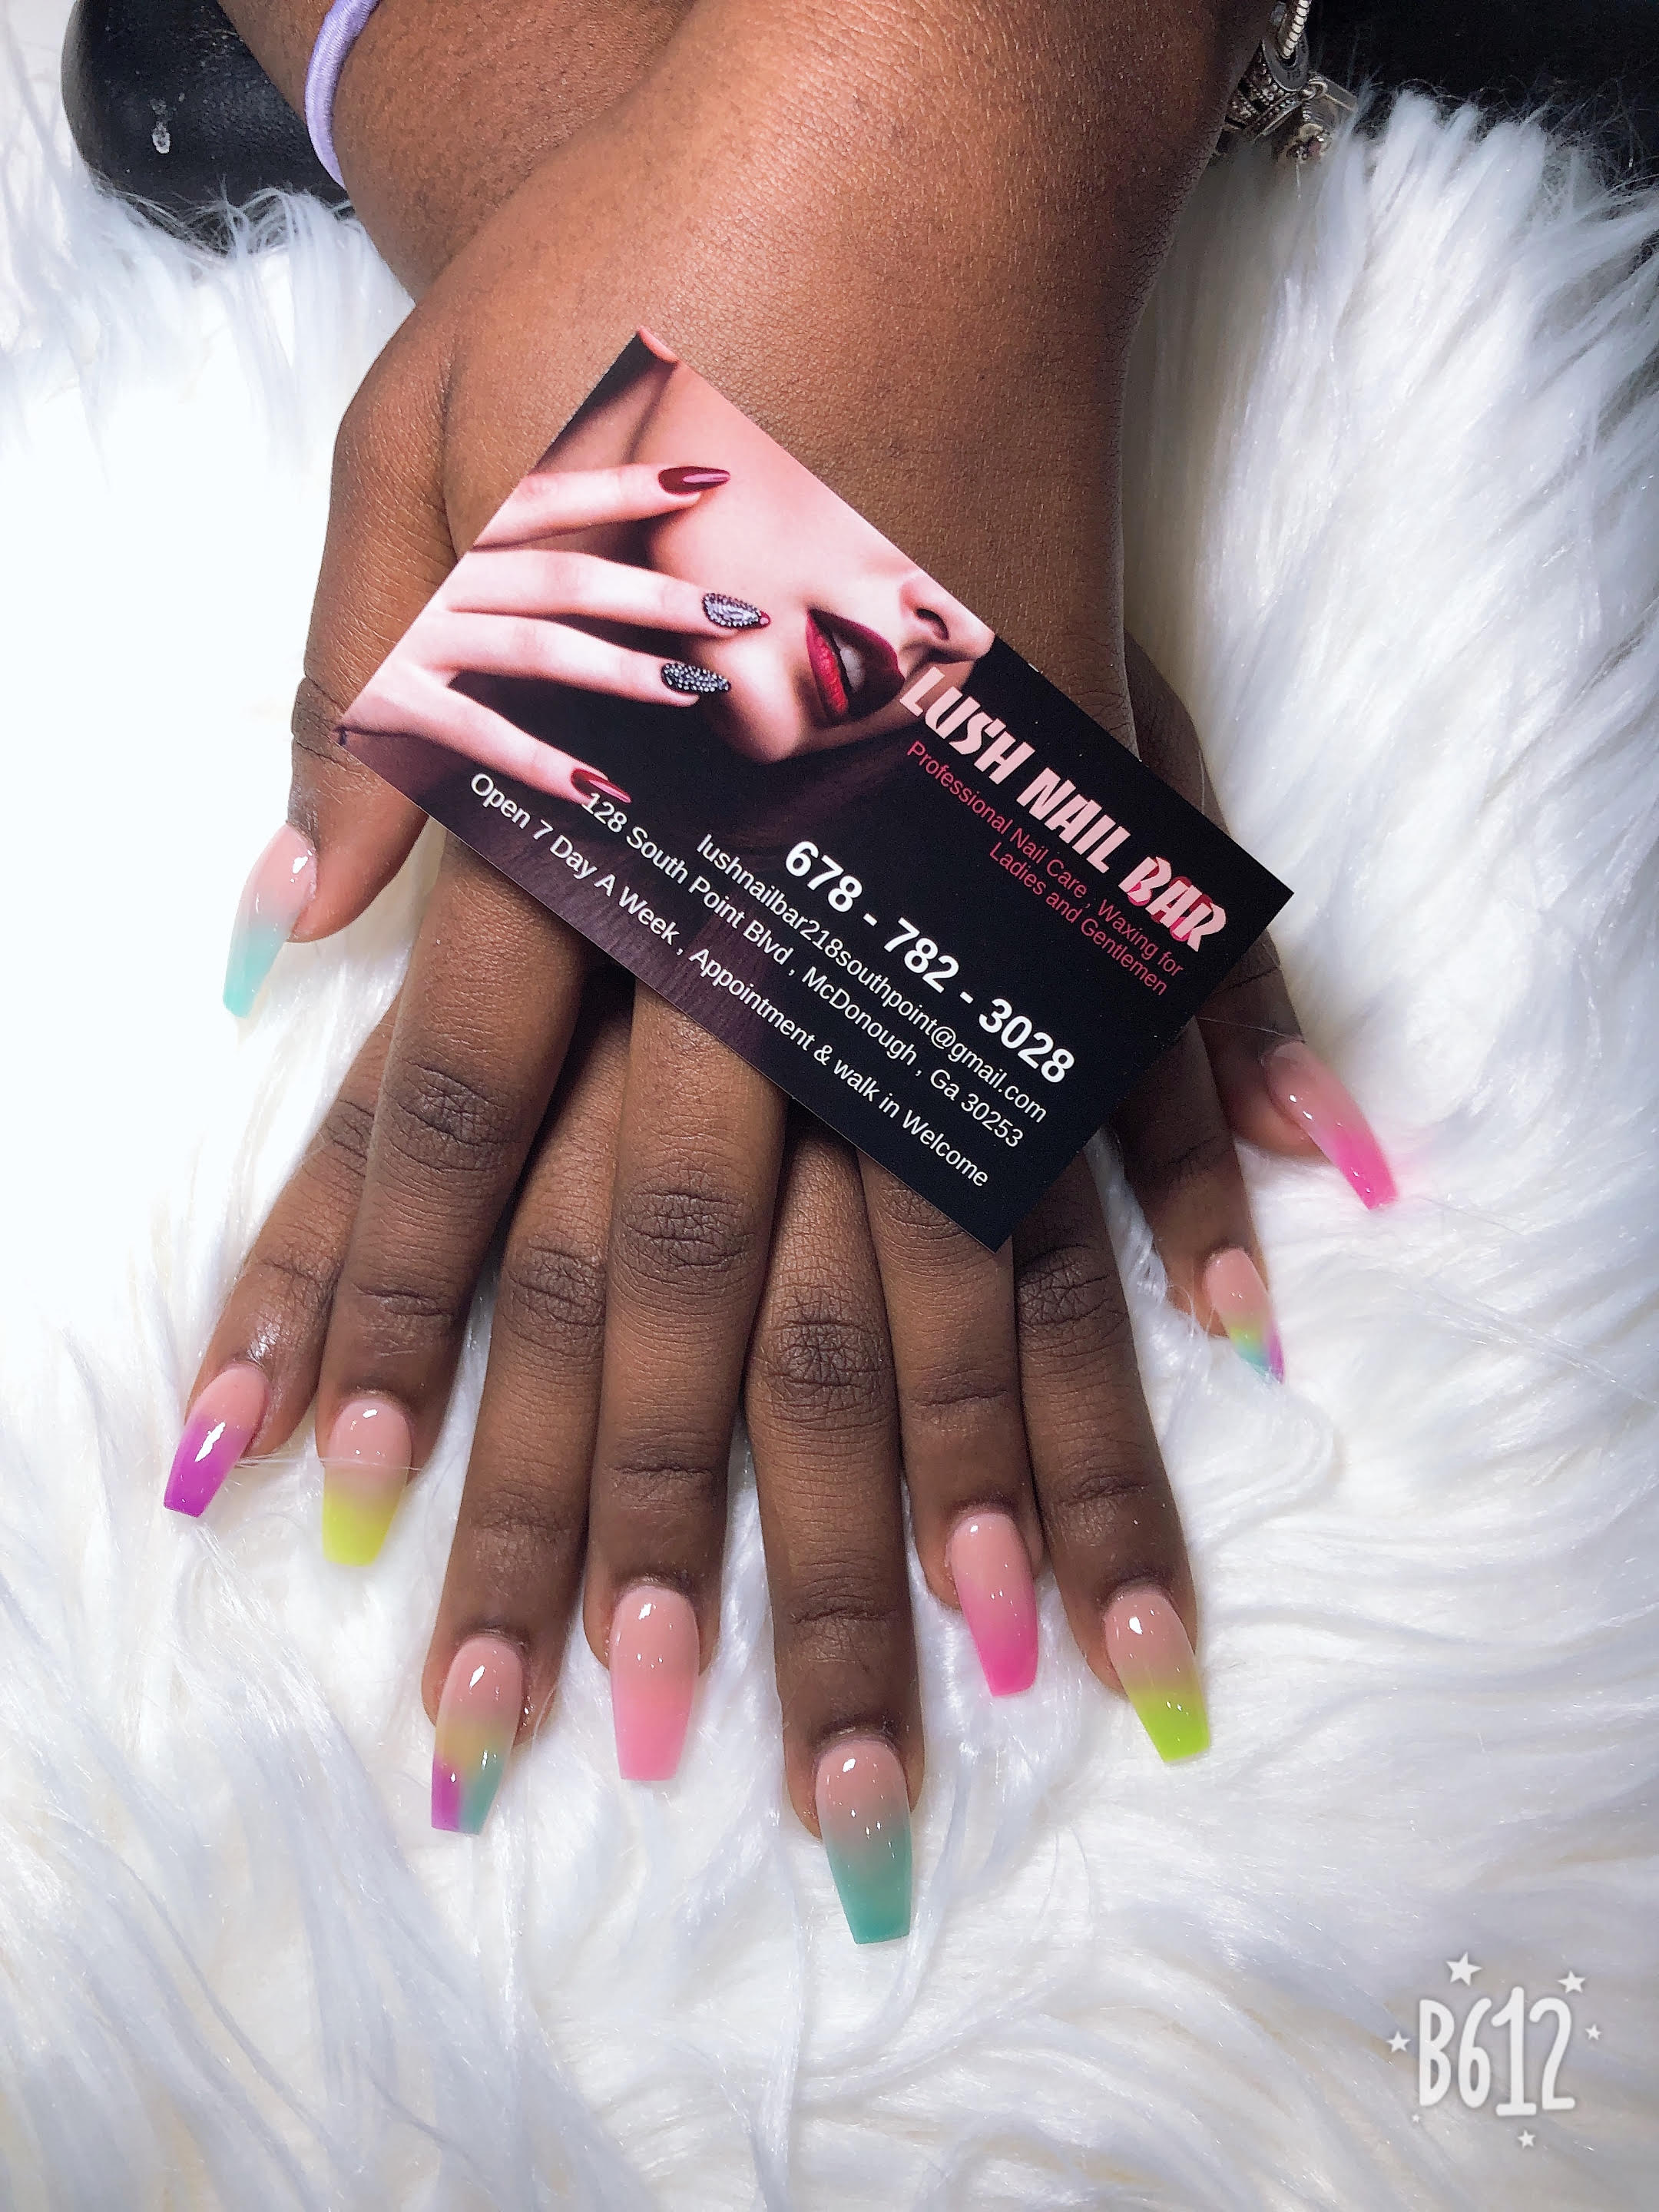 LUSH NAIL BAR
Professional Nail Care , Waxing for
Ladies and Gentlemen
678 - 782 - 3028
lushnailbar218southpoint@gmail.com
128 South Point Blvd , McDonough , Ga 30253
Open 7 Day A Week , Appointment & walk in Welcome
B612